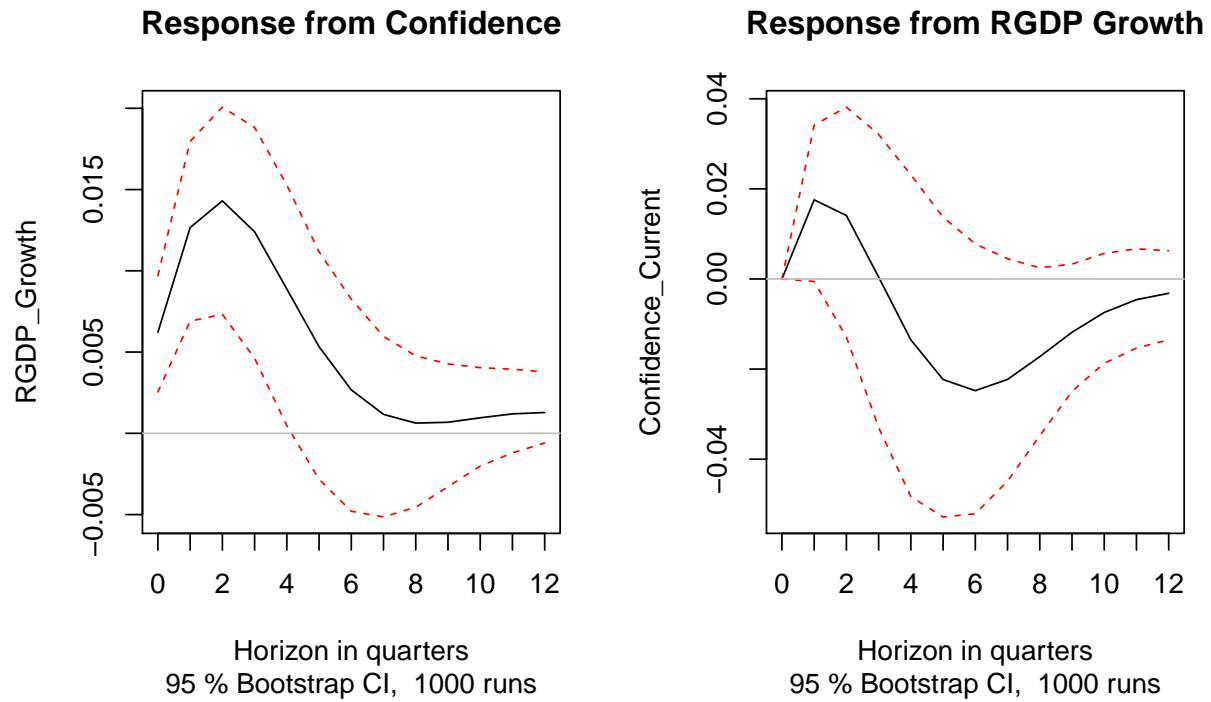 Response from Confidence
RGDP_Growth
0.015
0.005
−0.005
0 2 4 6 8 10 12
Horizon in quarters
95 % Bootstrap CI,  1000 runs
Response from RGDP Growth
Confidence_Current
0.04
0.02
0.00
−0.04
0 2 4 6 8 10 12
Horizon in quarters
95 % Bootstrap CI,  1000 runs